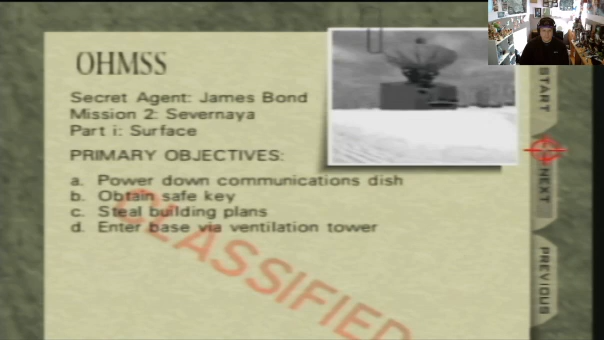 OHMSS
Secret Agent: James Bond
Mission 2: Severnaya
Part i: Surface
PRIMARY OBJECTIVES:
a. Power down communications dish
b. Obtain safe key
c. Steal building plans
d. Enter base via ventilation tower
CLASSIFIED
START
NEXT
PREVIOUS